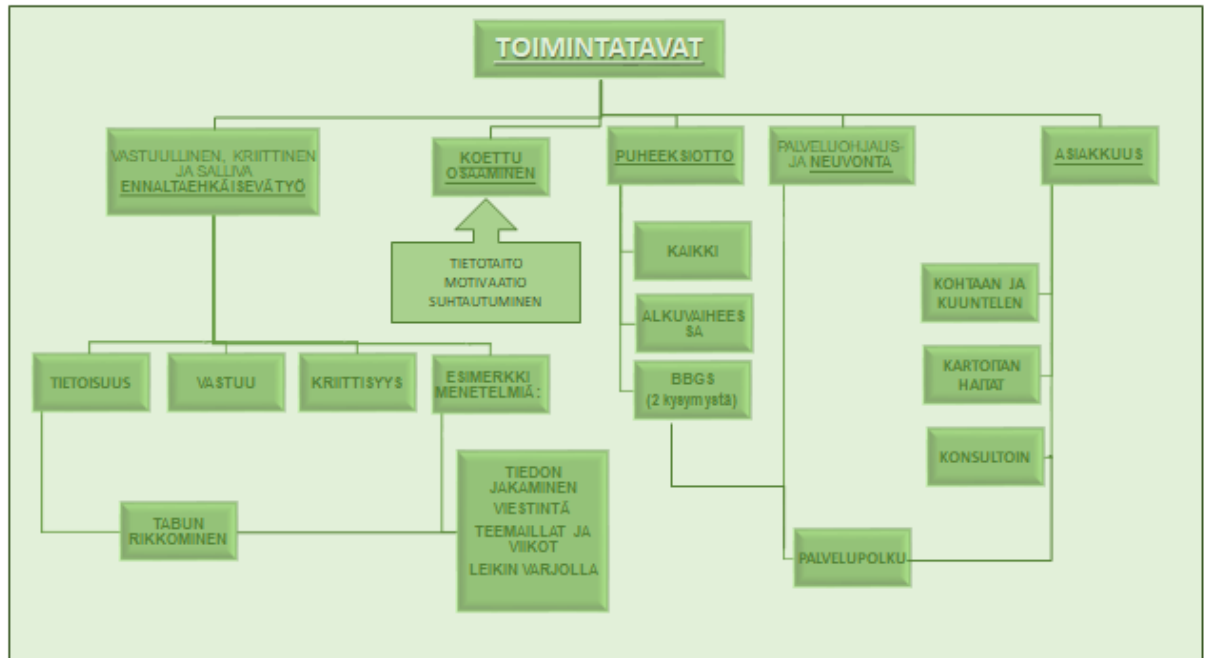 TOIMINTATAVAT
VASTUULLINEN, KRIITTINEN
JA SALLIVA
ENNALTAEHKÄISEVÄ TYÖ
KOETTU
OSAAMINEN
PUHEEKSIOTTO
PALVELUOHJAUS-
JA NEUVONTA
ASIAKKUUS
TIETOTAITO
MOTIVAATIO
SUHTAUTUMINEN
KAIKKI
ALKUVAIHEES
SA
BBGS
(2 kysymystä)
KOHTAAN JA
KUUNTELEN
KARTOITAN
HAITAT
KONSULTOIN
TIETOISUUS
VASTUU
KRIITTISYYS
ESIMERKKI
MENETELMIÄ:
TABUN
RIKKOMINEN
TIEDON
JAKAMINEN
VIESTINTÄ
TEEMAILLAT JA
VIIKOT
LEIKIN VARJOLLA
PALVELUPOLKU